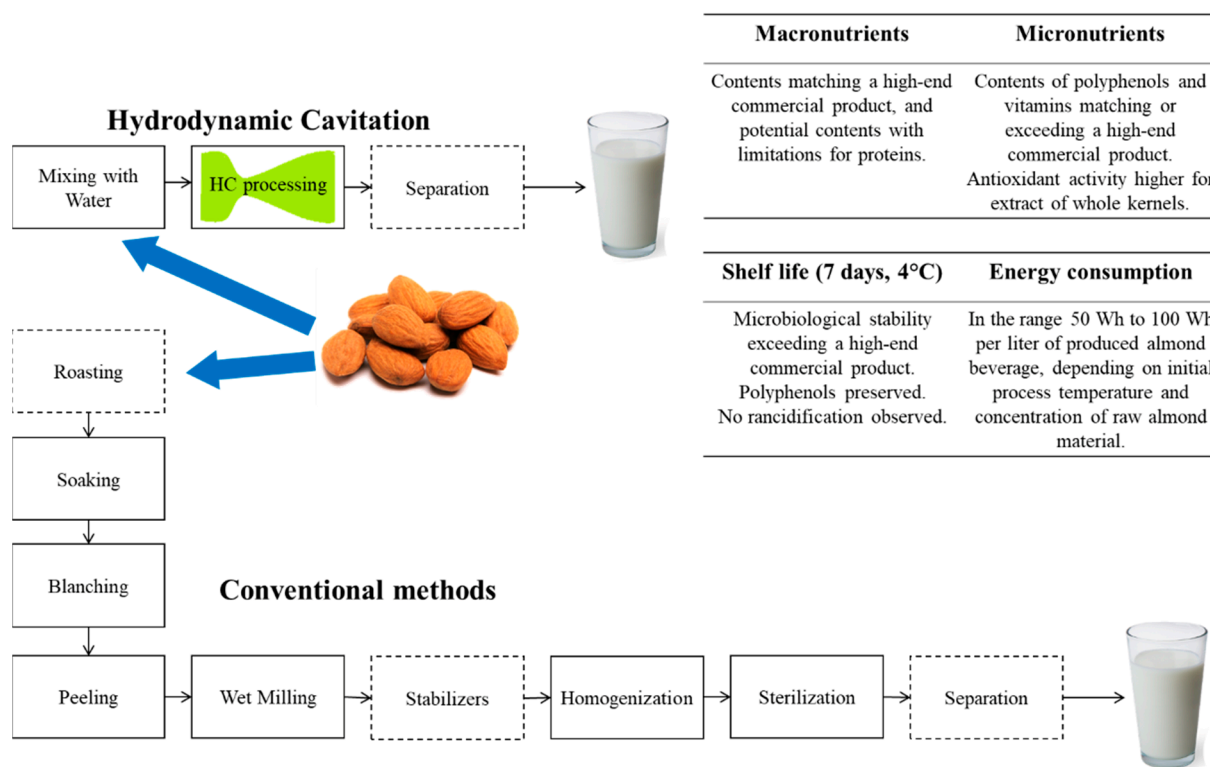 Hydrodynamic Cavitation
Mixing with
Water
HC processing
Separation
Macronutrients
Contents matching a high-end
commercial product, and
potential contents with
limitations for proteins.
Micronutrients
Contents of polyphenols and
vitamins matching or
exceeding a high-end
commercial product.
Antioxidant activity higher for
extract of whole kernels.
Shelf life (7 days, 4°C)
Microbiological stability
exceeding a high-end
commercial product.
Polyphenols preserved.
No rancidification observed.
Energy consumption
In the range 50 Wh to 100 Wh
per liter of produced almond
beverage, depending on initial
process temperature and
concentration of raw almond
material.
Roasting
Soaking
Blanching
Conventional methods
Peeling
Wet Milling
Stabilizers
Homogenization
Sterilization
Separation